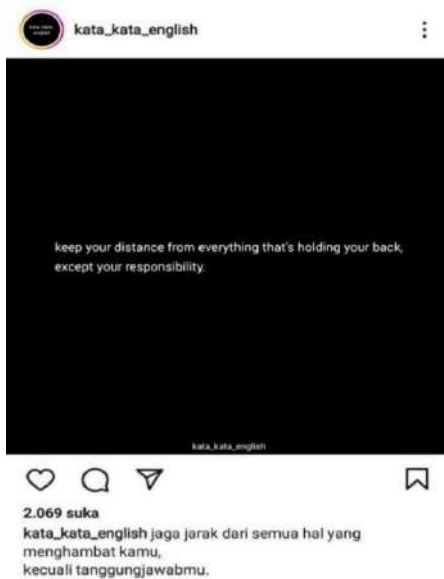 kata_kata_english
keep your distance from everything that's holding your back,
except your responsibility.
kata_kata_english
2.069 suka
kata_kata_english jaga jarak dari semua hal yang
menghambat kamu,
kecuali tanggungjawabmu.